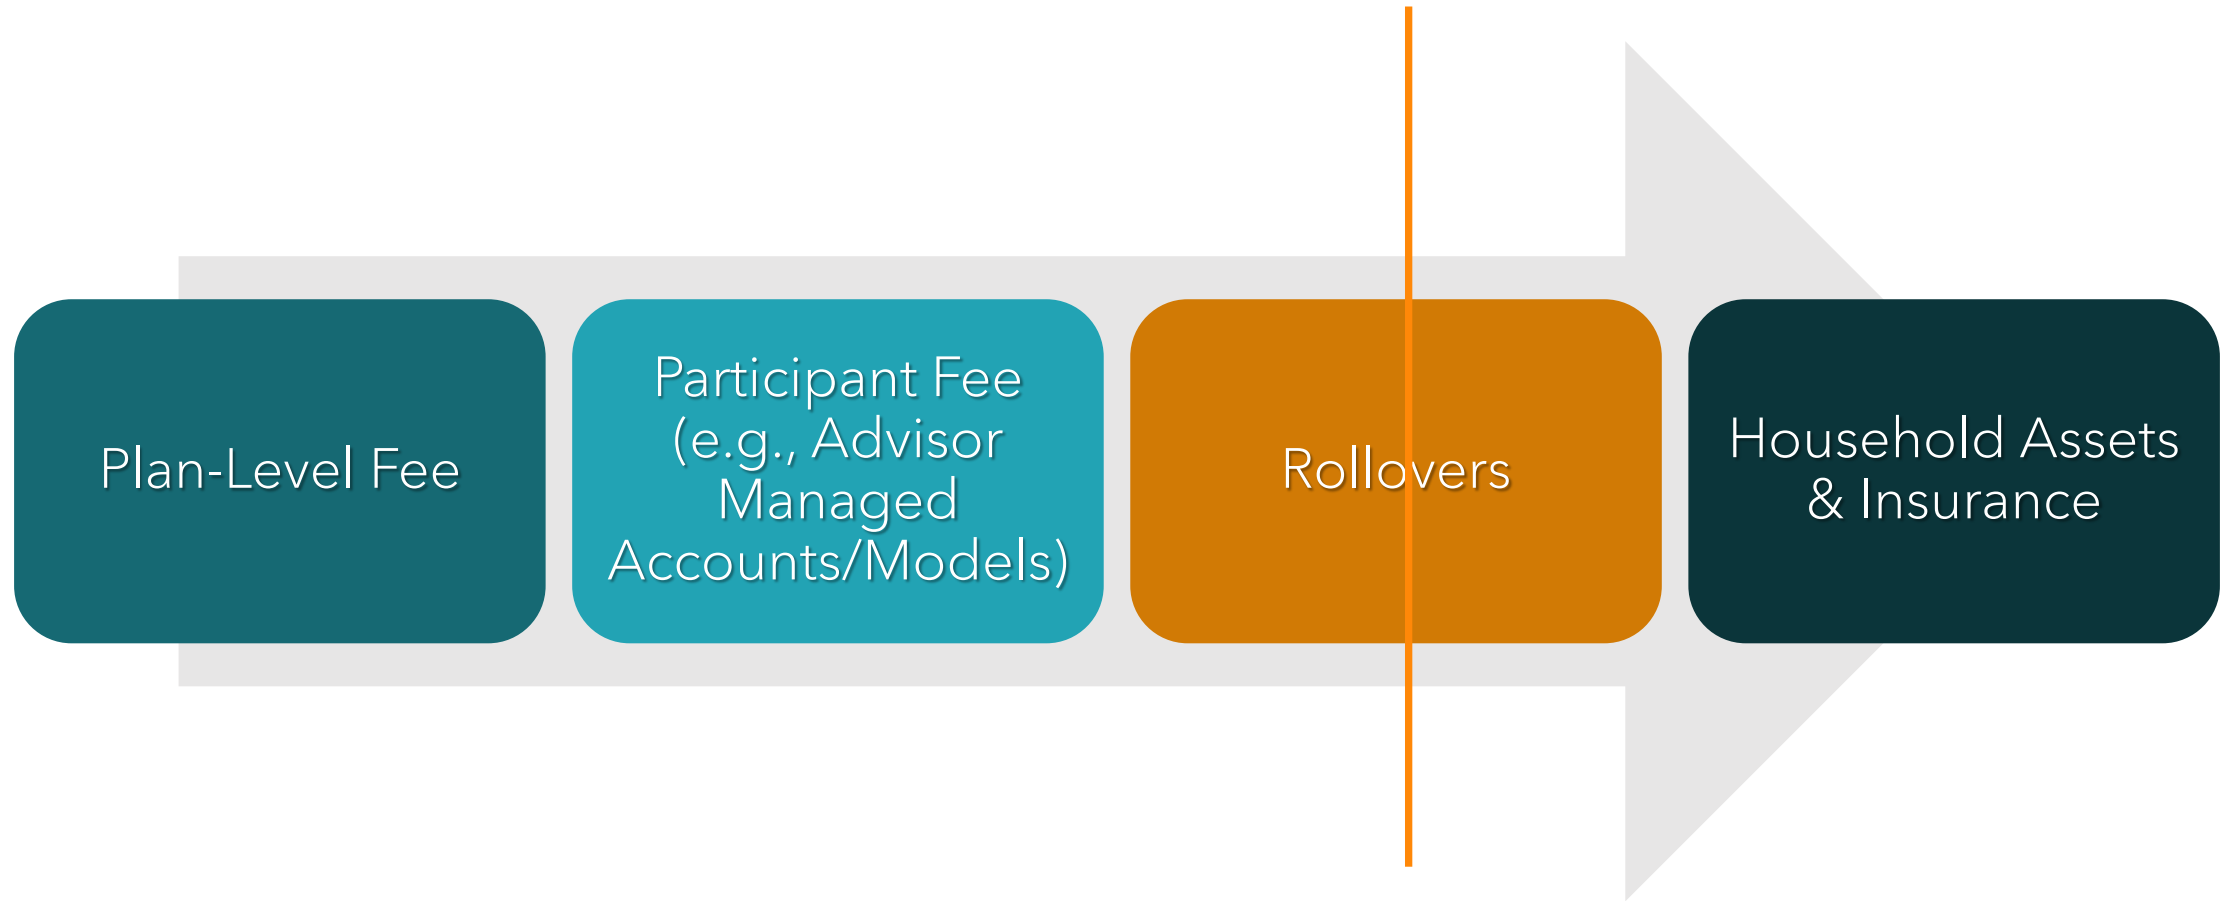 Plan-Level Fee
Participant Fee
(e.g., Advisor
Managed
Accounts/Models)
Rollovers
Household Assets
& Insurance